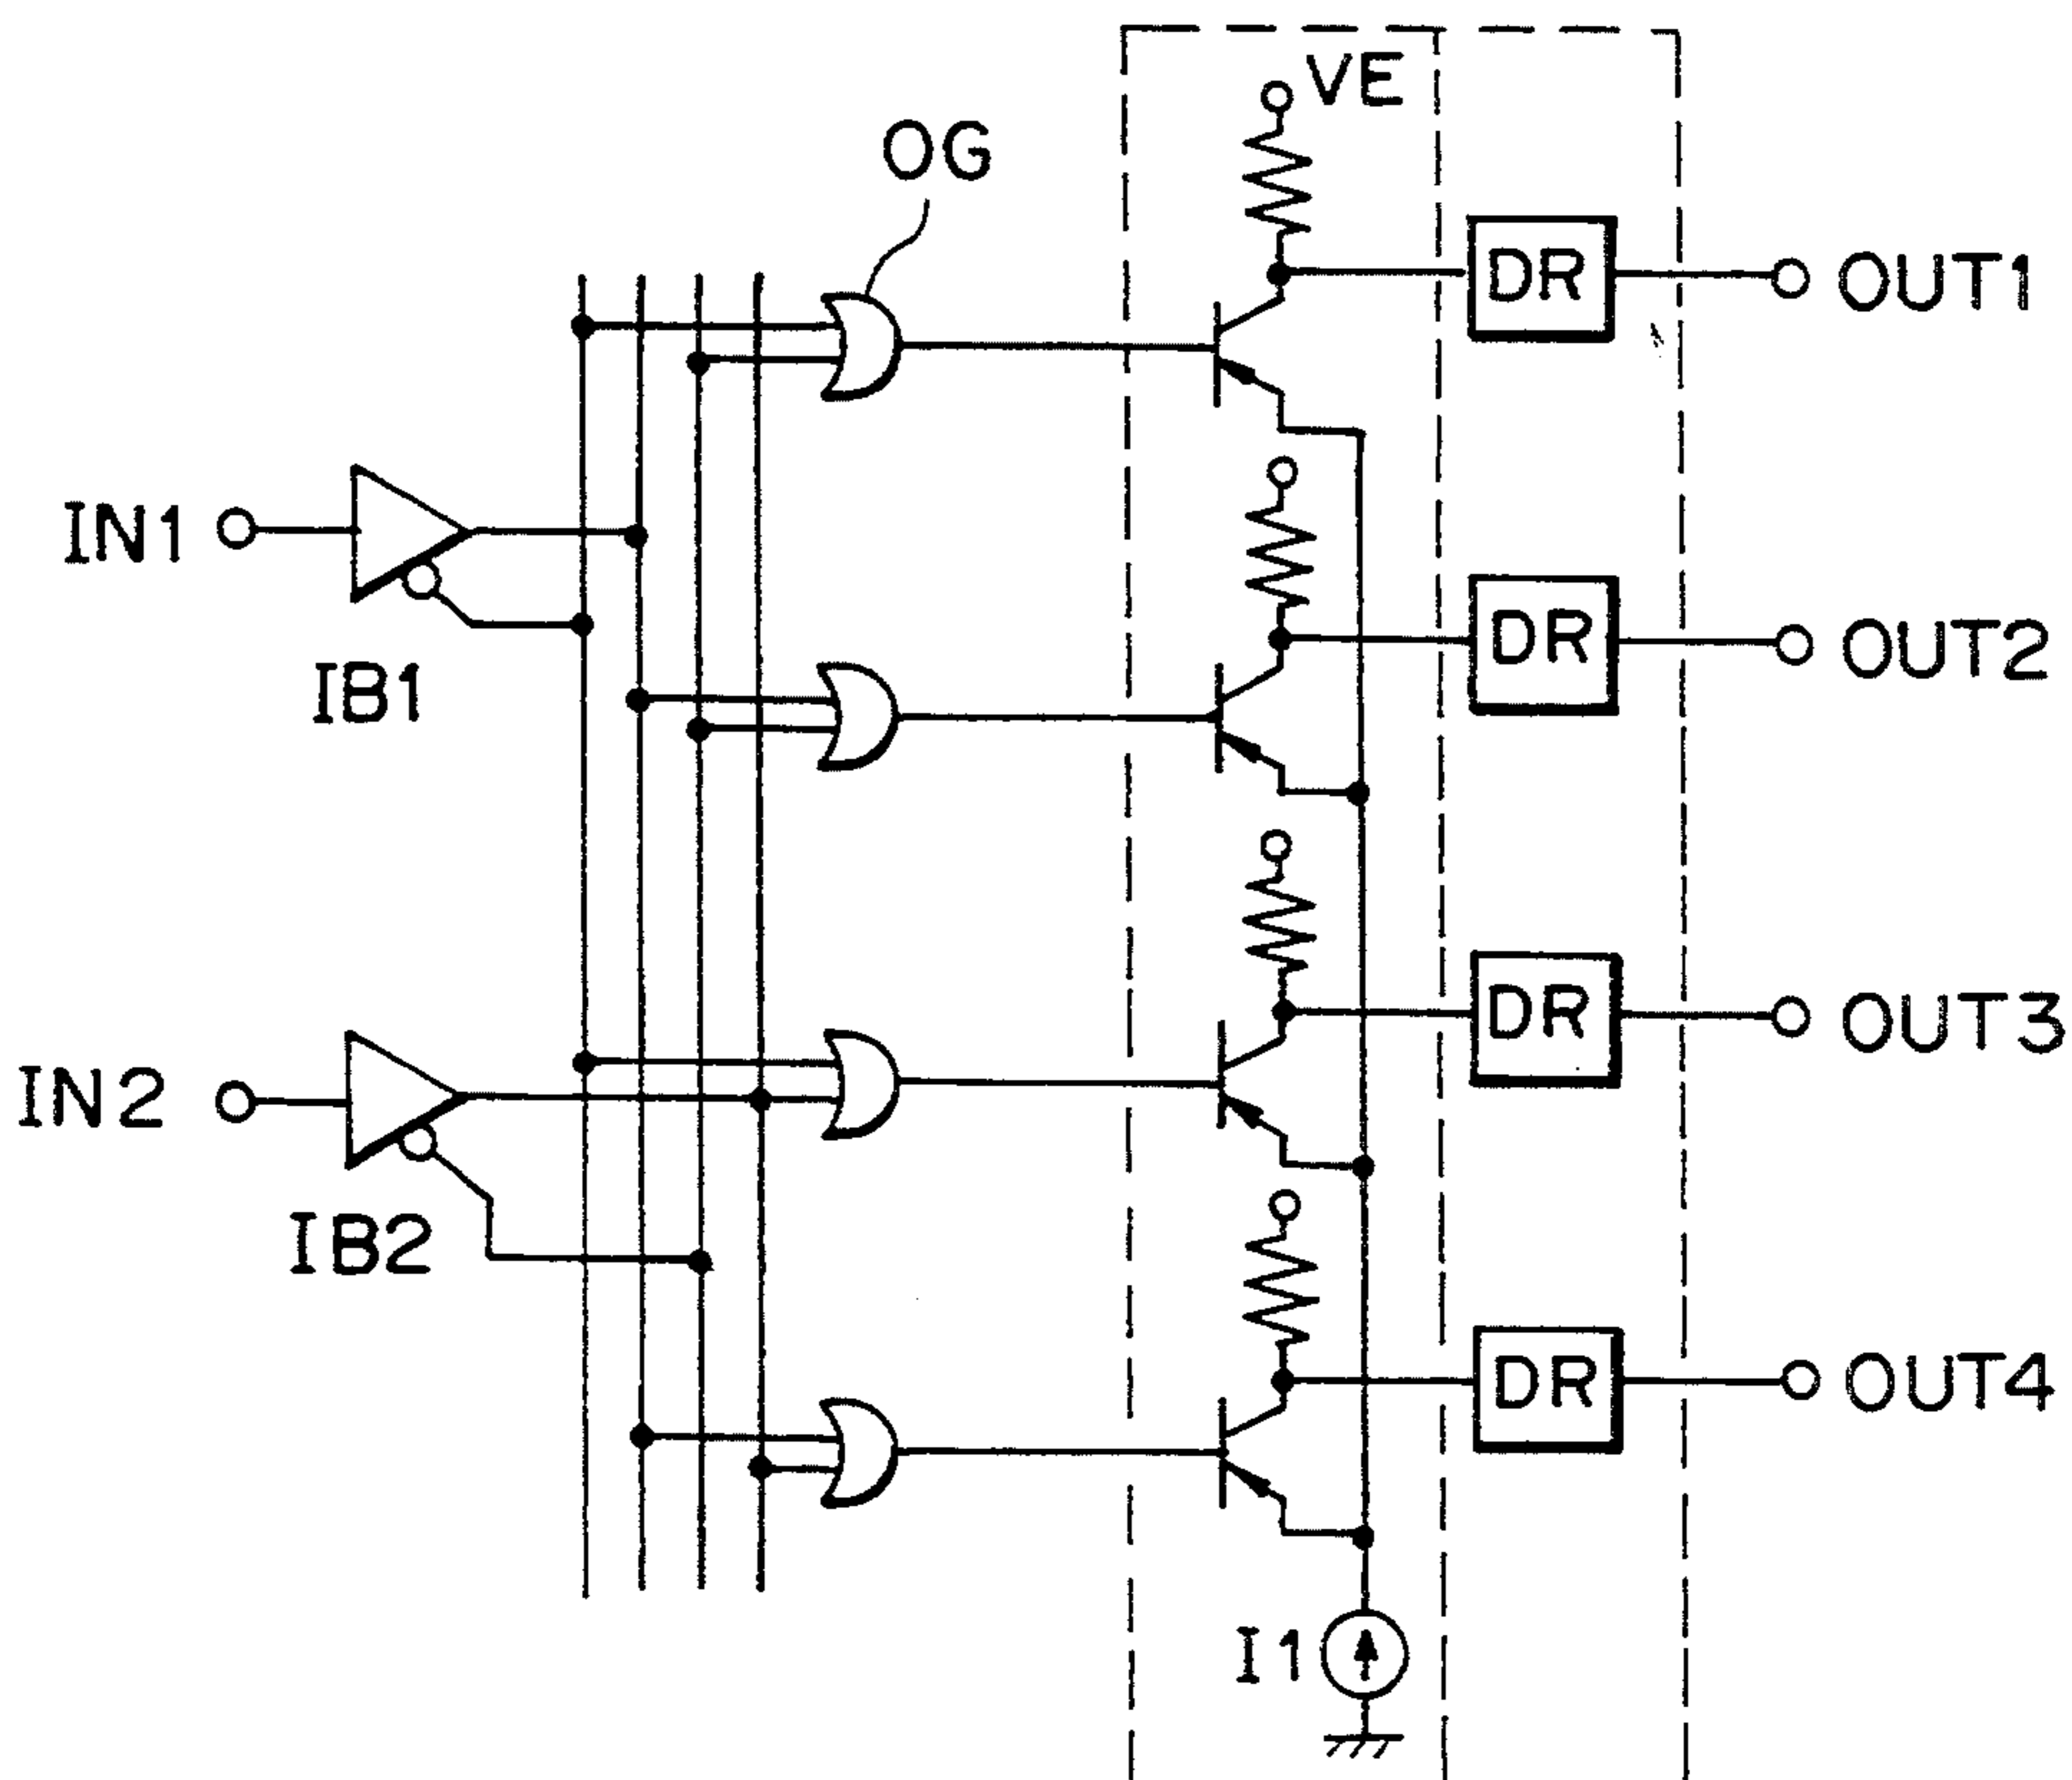 VE
OG
DR
OUT1
IN1
IB1
DR
OUT2
DR
OUT3
IN2
IB2
DR
OUT4
I1